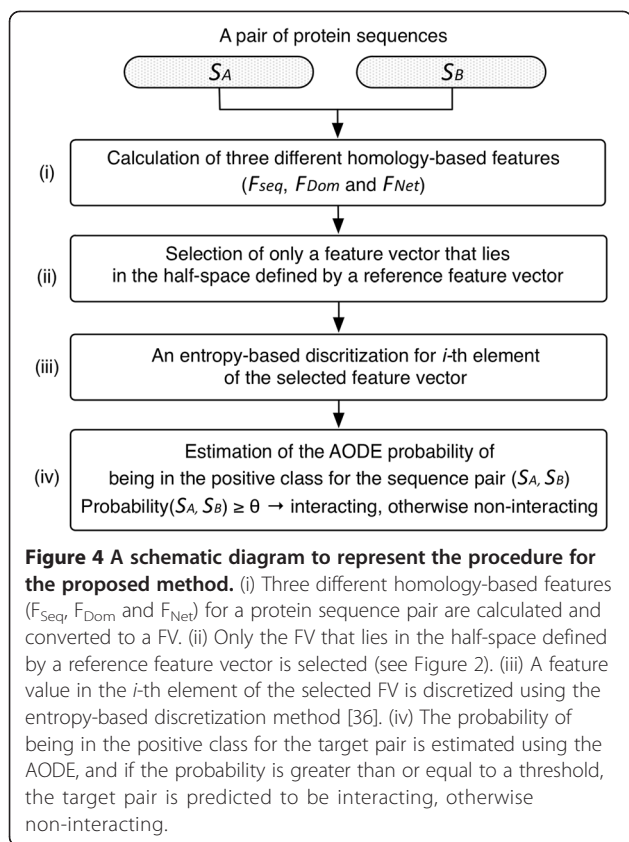 A pair of protein sequences
SA
SB
(i)
Calculation of three different homology-based features
(Fseq, FDom and FNet)
(ii)
Selection of only a feature vector that lies
in the half-space defined by a reference feature vector
(iii)
An entropy-based discritization for i-th element
of the selected feature vector
(iv)
Estimation of the AODE probability of
being in the positive class for the sequence pair (SA, SB)
Probability(SA, SB) ≥ θ → interacting, otherwise non-interacting
Figure 4 A schematic diagram to represent the procedure for
the proposed method. (i) Three different homology-based features
(FSeq, FDom and FNet) for a protein sequence pair are calculated and
converted to a FV. (ii) Only the FV that lies in the half-space defined
by a reference feature vector is selected (see Figure 2). (iii) A feature
value in the i-th element of the selected FV is discretized using the
entropy-based discretization method [36]. (iv) The probability of
being in the positive class for the target pair is estimated using the
AODE, and if the probability is greater than or equal to a threshold,
the target pair is predicted to be interacting, otherwise
non-interacting.